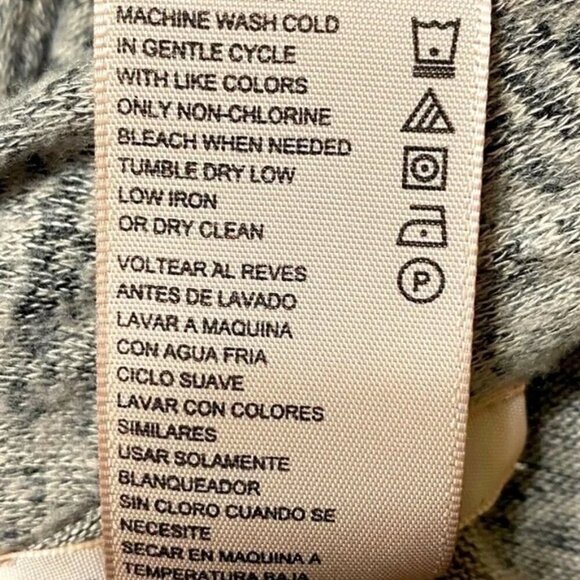 MACHINE WASH COLD
IN GENTLE CYCLE
WITH LIKE COLORS
ONLY NON-CHLORINE
BLEACH WHEN NEEDED
TUMBLE DRY LOW
LOW IRON
OR DRY CLEAN
P
VOLTEAR AL REVES
ANTES DE LAVADO
LAVAR A MAQUINA
CON AGUA FRIA
CICLO SUAVE
LAVAR CON COLORES
SIMILARES
USAR SOLAMENTE
BLANQUEADOR
SIN CLORO CUANDO SE
NECESITE
SECAR EN MAQUINA A
TEMPERATURA BAJA